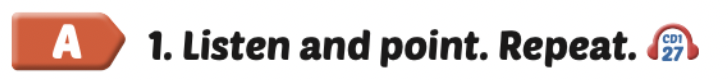 A 1. Listen and point. Repeat. CD1 27